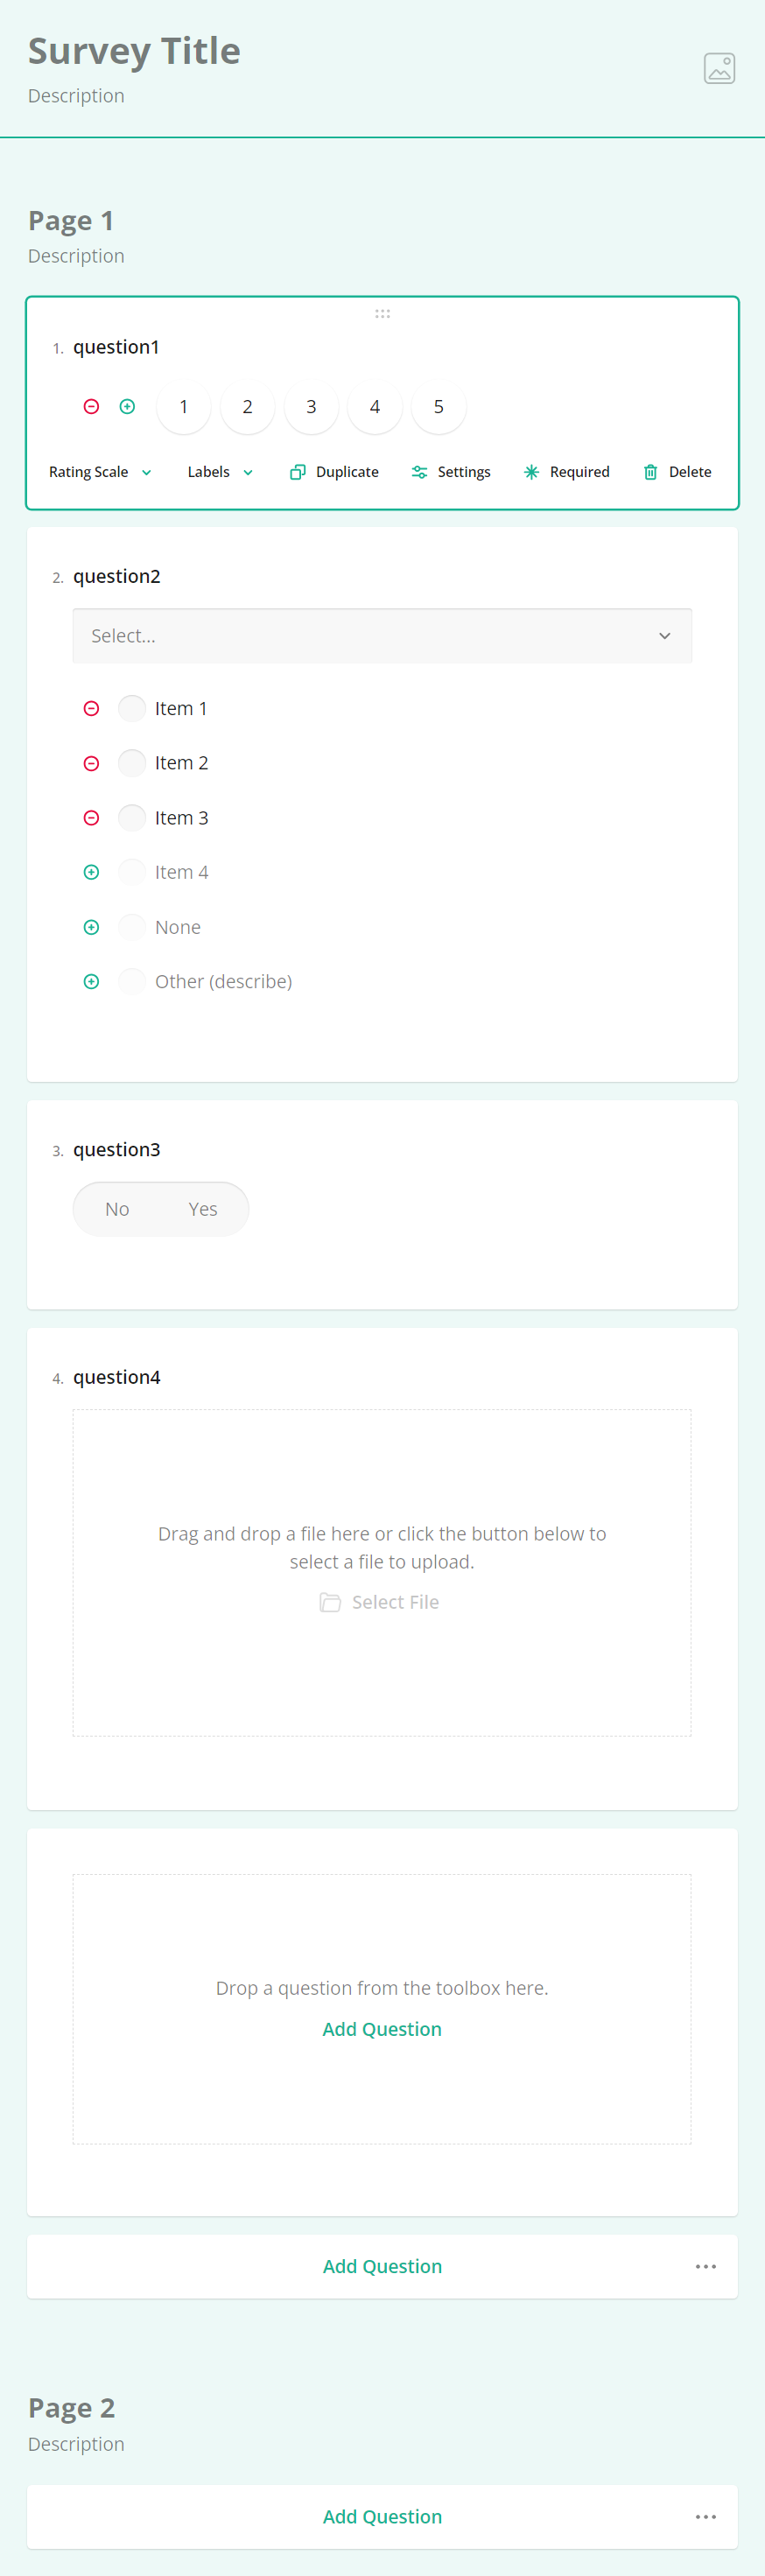 Survey Title
Description
Page 1
Description
1. question1
1 2 3 4 5
Rating Scale Labels Duplicate Settings Required Delete
2. question2
Select...
Item 1
Item 2
Item 3
Item 4
None
Other (describe)
3. question3
No Yes
4. question4
Drag and drop a file here or click the button below to
select a file to upload.
Select File
Drop a question from the toolbox here.
Add Question
Add Question
Page 2
Description
Add Question